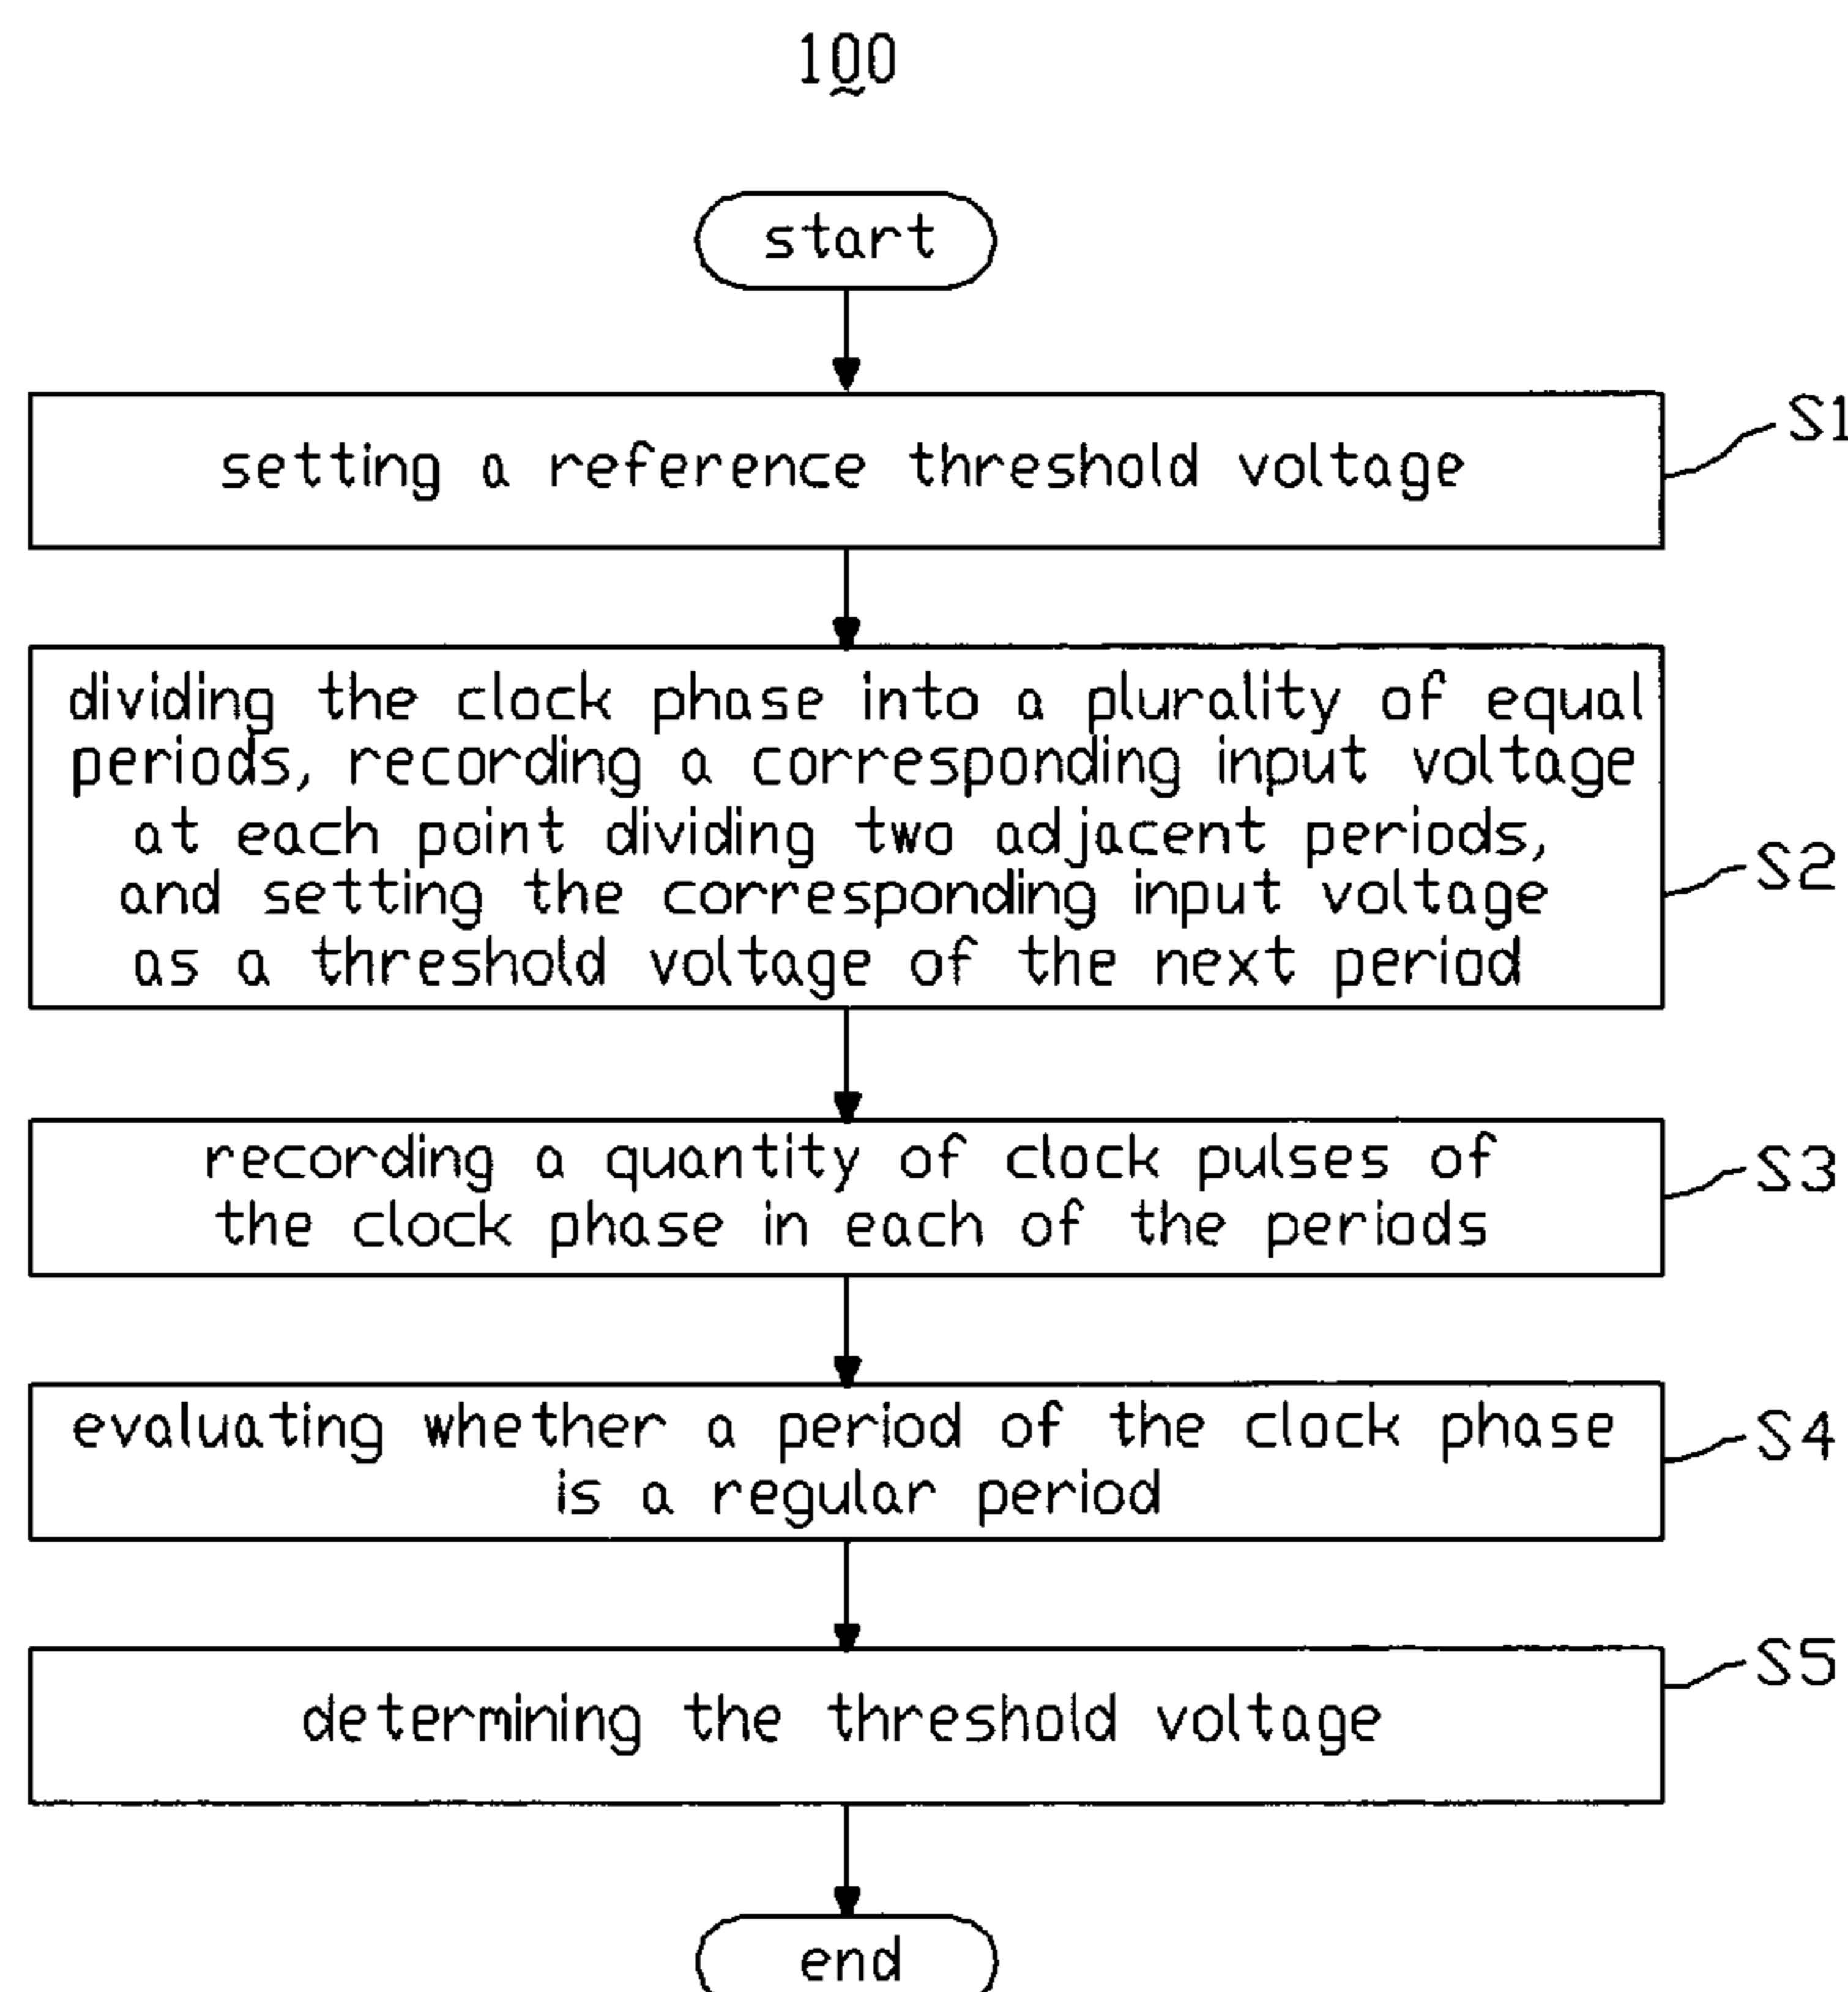 100
start
setting a reference threshold voltage
S1
dividing the clock phase into a plurality of equal
periods, recording a corresponding input voltage
at each point dividing two adjacent periods,
and setting the corresponding input voltage
as a threshold voltage of the next period
S2
recording a quantity of clock pulses of
the clock phase in each of the periods
S3
evaluating whether a period of the clock phase
is a regular period
S4
determining the threshold voltage
S5
end